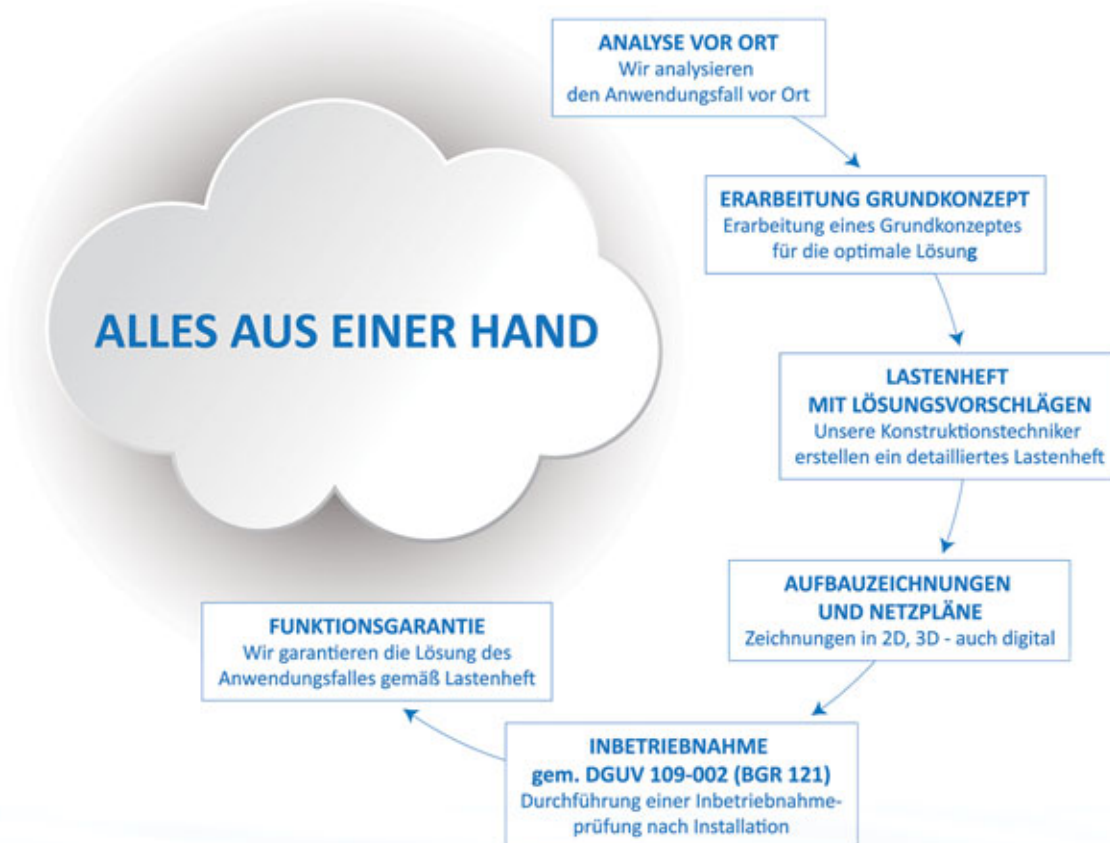 ALLES AUS EINER HAND
ANALYSE VOR ORT
Wir analysieren
den Anwendungsfall vor Ort
ERARBEITUNG GRUNDKONZEPT
Erarbeitung eines Grundkonzeptes
für die optimale Lösung
LASTENHEFT
MIT LÖSUNGSVORSCHLÄGEN
Unsere Konstruktionstechniker
erstellen ein detailliertes Lastenheft
AUFBAUZEICHNUNGEN
UND NETZPLÄNE
Zeichnungen in 2D, 3D - auch digital
INBETRIEBNAHME
gem. DGUV 109-002 (BGR 121)
Durchführung einer Inbetriebnahme-
prüfung nach Installation
FUNKTIONSGARANTIE
Wir garantieren die Lösung des
Anwendungsfalles gemäß Lastenheft